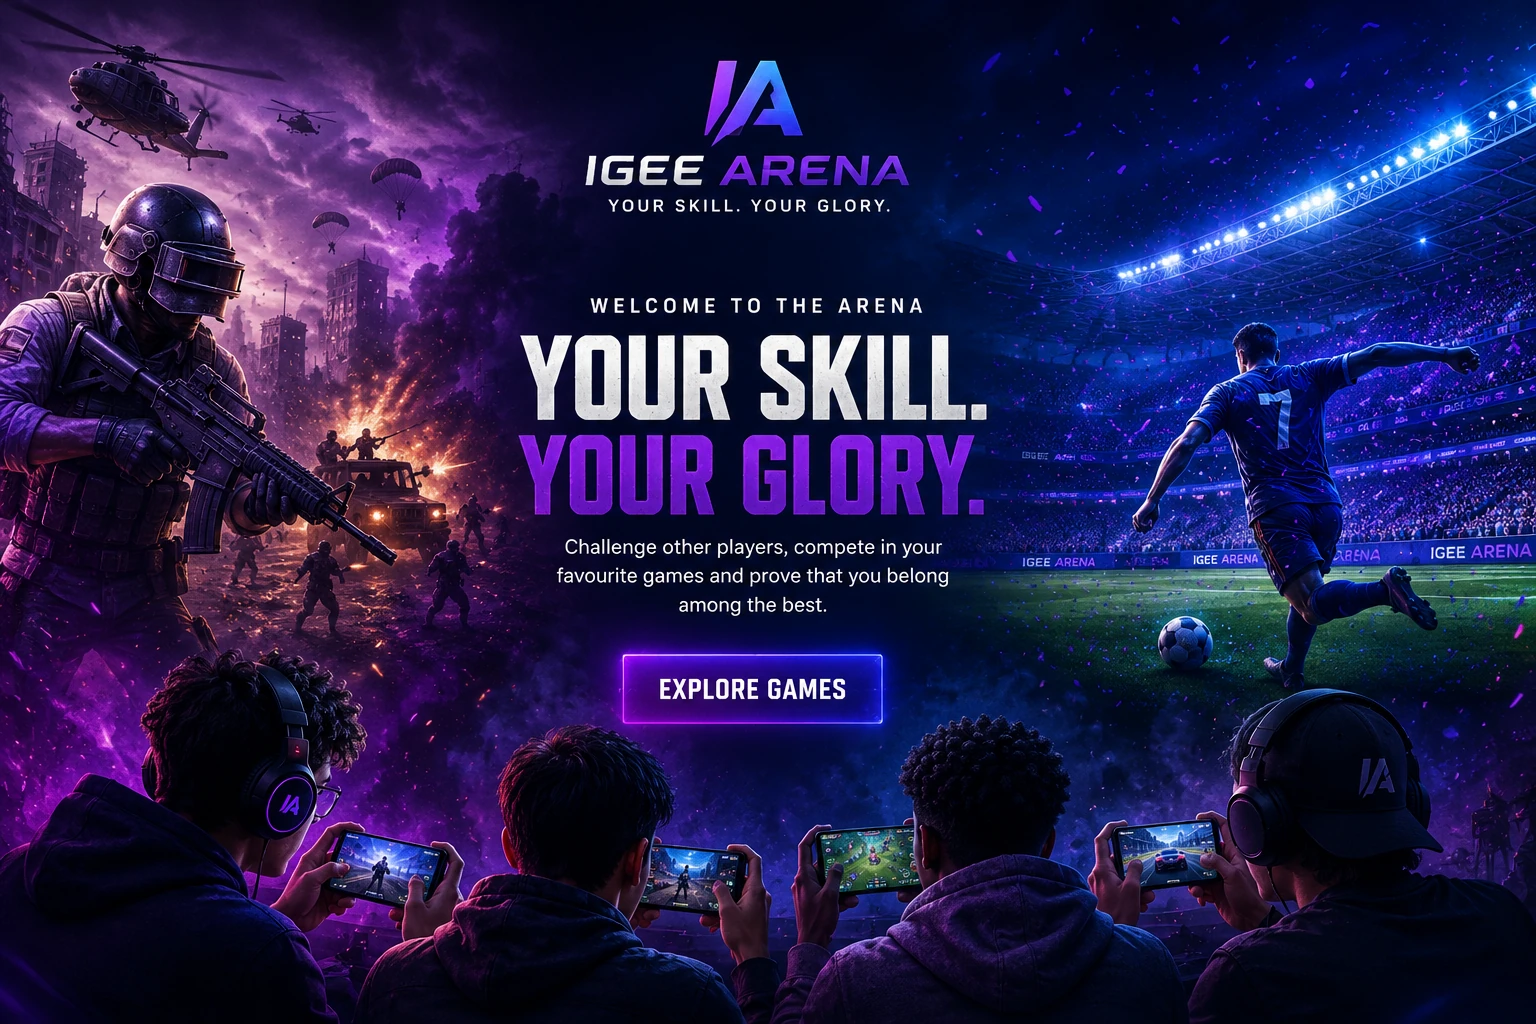 IA
IGEE ARENA
YOUR SKILL. YOUR GLORY.
WELCOME TO THE ARENA
YOUR SKILL.
YOUR GLORY.
Challenge other players, compete in your
favourite games and prove that you belong
among the best.
EXPLORE GAMES
7
IGEE ARENA
IGEE ARENA
ARENA
IGEE ARENA
IA
IA